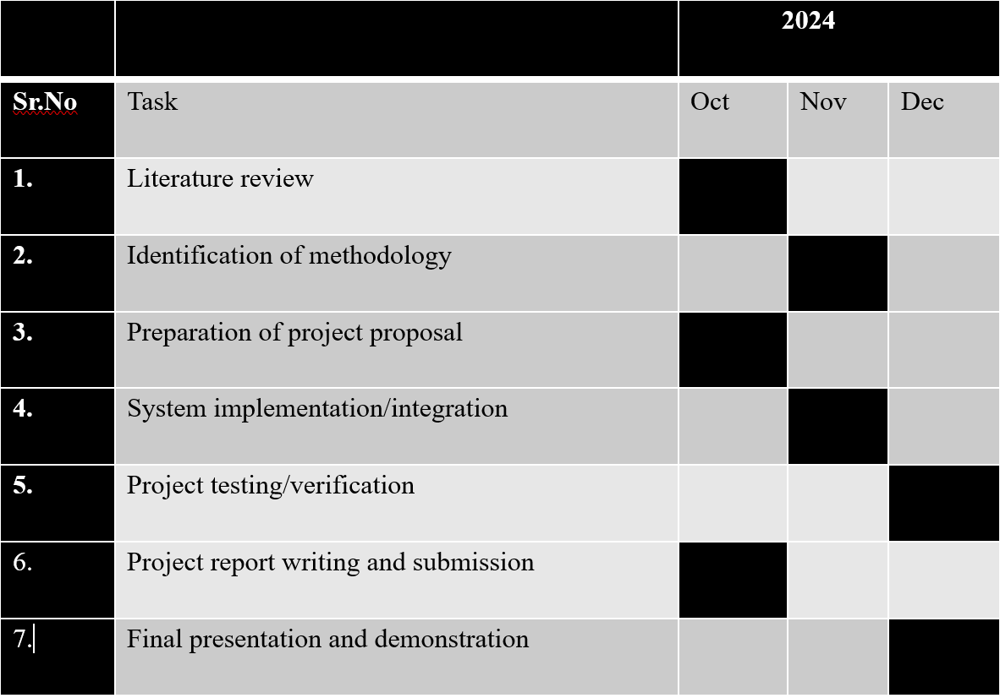 2024
Sr.No Task Oct Nov Dec
1. Literature review
2. Identification of methodology
3. Preparation of project proposal
4. System implementation/integration
5. Project testing/verification
6. Project report writing and submission
7. Final presentation and demonstration